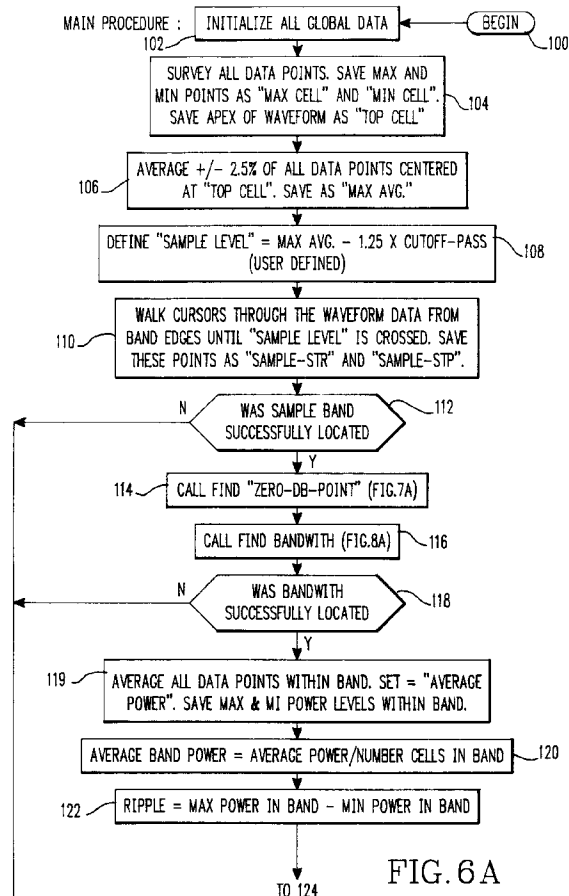 MAIN PROCEDURE :
INITIALIZE ALL GLOBAL DATA
BEGIN
102
100
SURVEY ALL DATA POINTS. SAVE MAX AND
MIN POINTS AS "MAX CELL" AND "MIN CELL".
SAVE APEX OF WAVEFORM AS "TOP CELL"
104
AVERAGE +/- 2.5% OF ALL DATA POINTS CENTERED
AT "TOP CELL". SAVE AS "MAX AVG."
106
DEFINE "SAMPLE LEVEL" = MAX AVG. - 1.25 X CUTOFF-PASS
(USER DEFINED)
108
WALK CURSORS THROUGH THE WAVEFORM DATA FROM
BAND EDGES UNTIL "SAMPLE LEVEL" IS CROSSED. SAVE
THESE POINTS AS "SAMPLE-STR" AND "SAMPLE-STP".
110
N
WAS SAMPLE BAND
SUCCESSFULLY LOCATED
112
Y
114
CALL FIND "ZERO-DB-POINT" (FIG.7A)
CALL FIND BANDWITH (FIG.8A)
116
N
WAS BANDWITH
SUCCESSFULLY LOCATED
118
Y
119
AVERAGE ALL DATA POINTS WITHIN BAND. SET = "AVERAGE
POWER". SAVE MAX & MI POWER LEVELS WITHIN BAND.
AVERAGE BAND POWER = AVERAGE POWER/NUMBER CELLS IN BAND
120
122
RIPPLE = MAX POWER IN BAND - MIN POWER IN BAND
TO 124
FIG. 6A